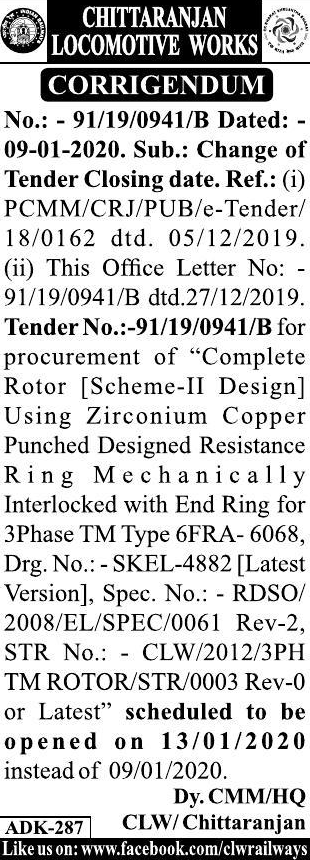 CHITTARANJAN
LOCOMOTIVE WORKS
CORRIGENDUM
No.: - 91/19/0941/B Dated: -
09-01-2020. Sub.: Change of
Tender Closing date. Ref.: (i)
PCMM/CRJ/PUB/e-Tender/
18/0162 dtd. 05/12/2019.
(ii) This Office Letter No: -
91/19/0941/B dtd.27/12/2019.
Tender No.:-91/19/0941/B for
procurement of “Complete
Rotor [Scheme-II Design]
Using Zirconium Copper
Punched Designed Resistance
Ring Mechanically
Interlocked with End Ring for
3Phase TM Type 6FRA- 6068,
Drg. No.: - SKEL-4882 [Latest
Version], Spec. No.: - RDSO/
2008/EL/SPEC/0061 Rev-2,
STR No.: - CLW/2012/3PH
TM ROTOR/STR/0003 Rev-0
or Latest” scheduled to be
opened on 13/01/2020
instead of 09/01/2020.
Dy. CMM/HQ
ADK-287 CLW/ Chittaranjan
Like us on: www.facebook.com/clwrailways